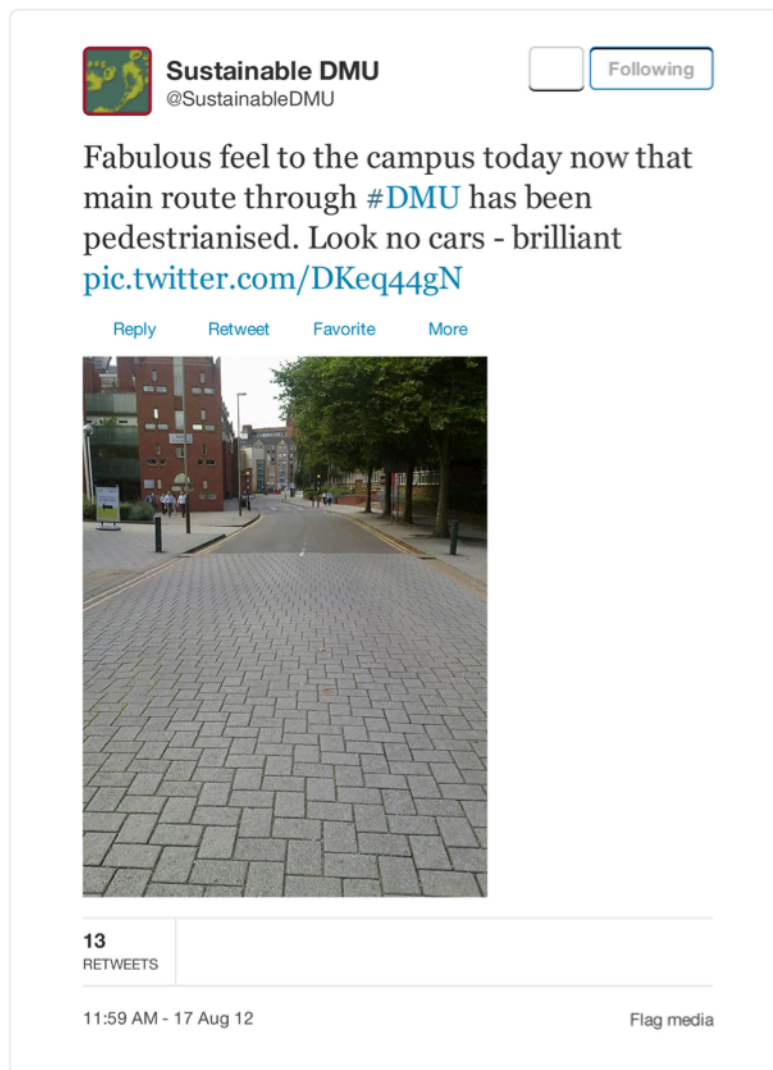 Sustainable DMU
@SustainableDMU
Following
Fabulous feel to the campus today now that
main route through #DMU has been
pedestrianised. Look no cars - brilliant
pic.twitter.com/DKeq44gN
Reply Retweet Favorite More
13
RETWEETS
11:59 AM - 17 Aug 12
Flag media